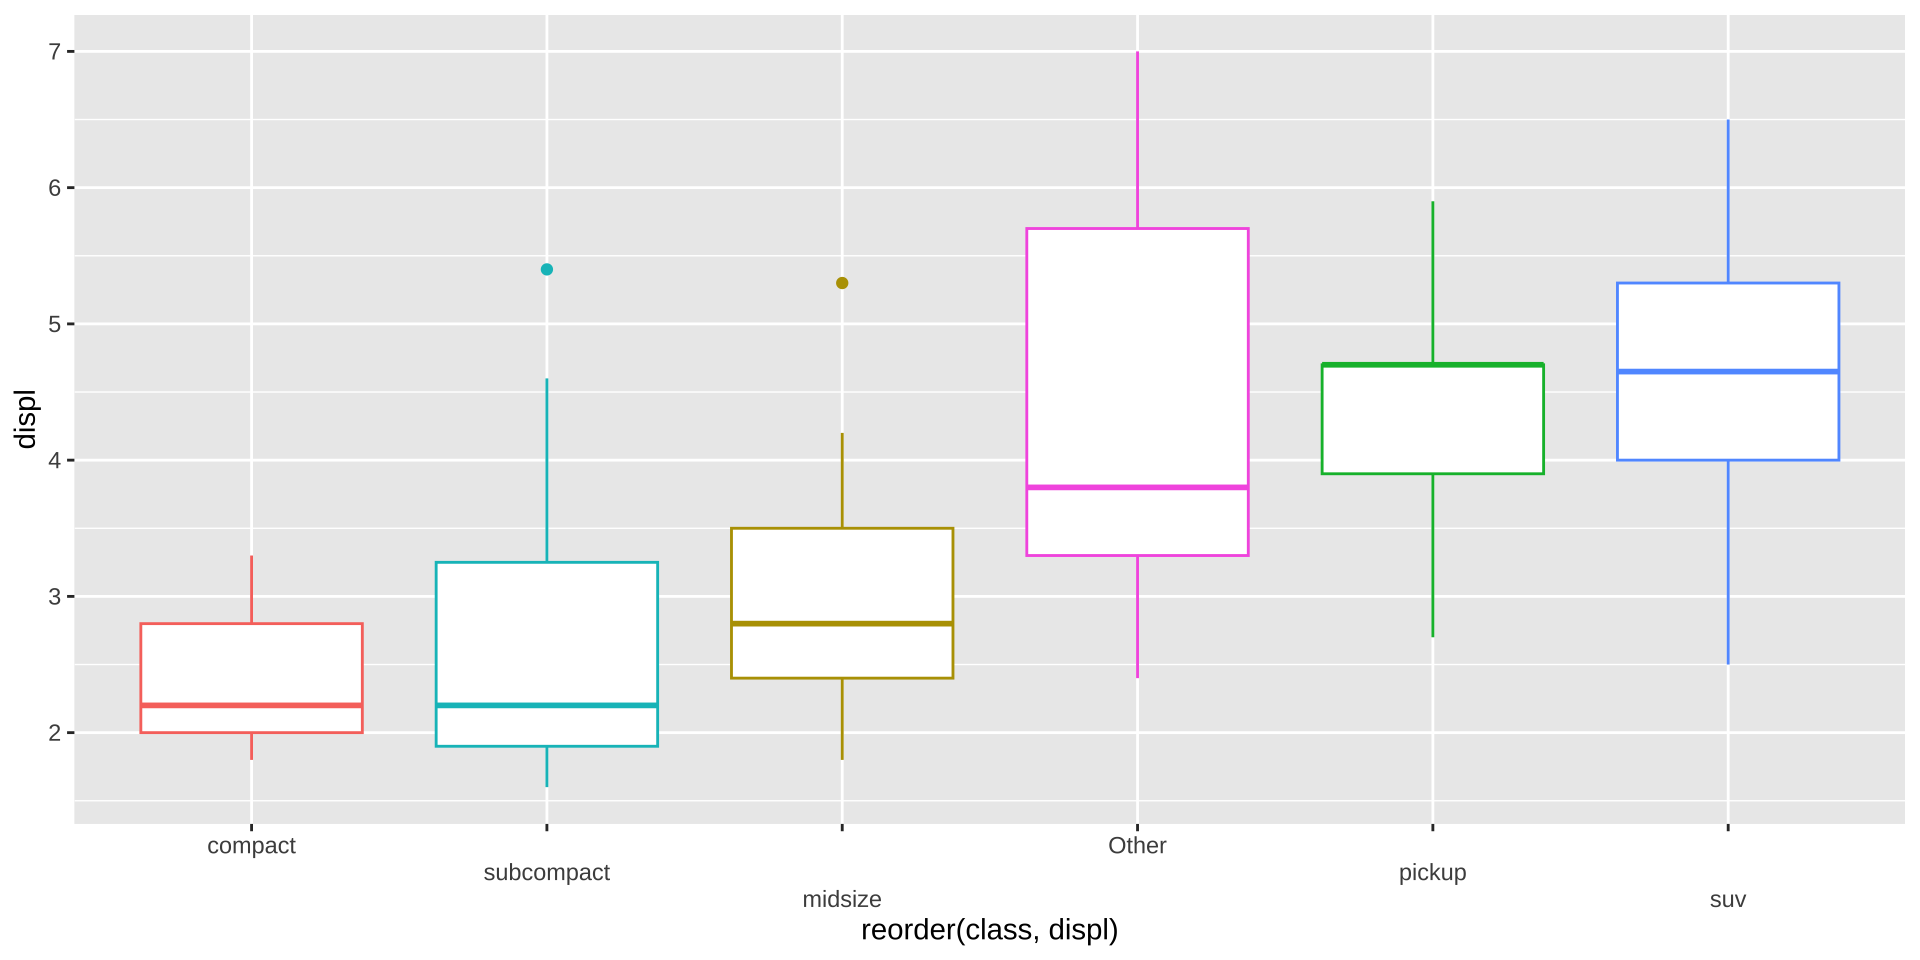 7
6
5
4
3
2
displ
compact
subcompact
midsize
Other
pickup
suv
reorder(class, displ)